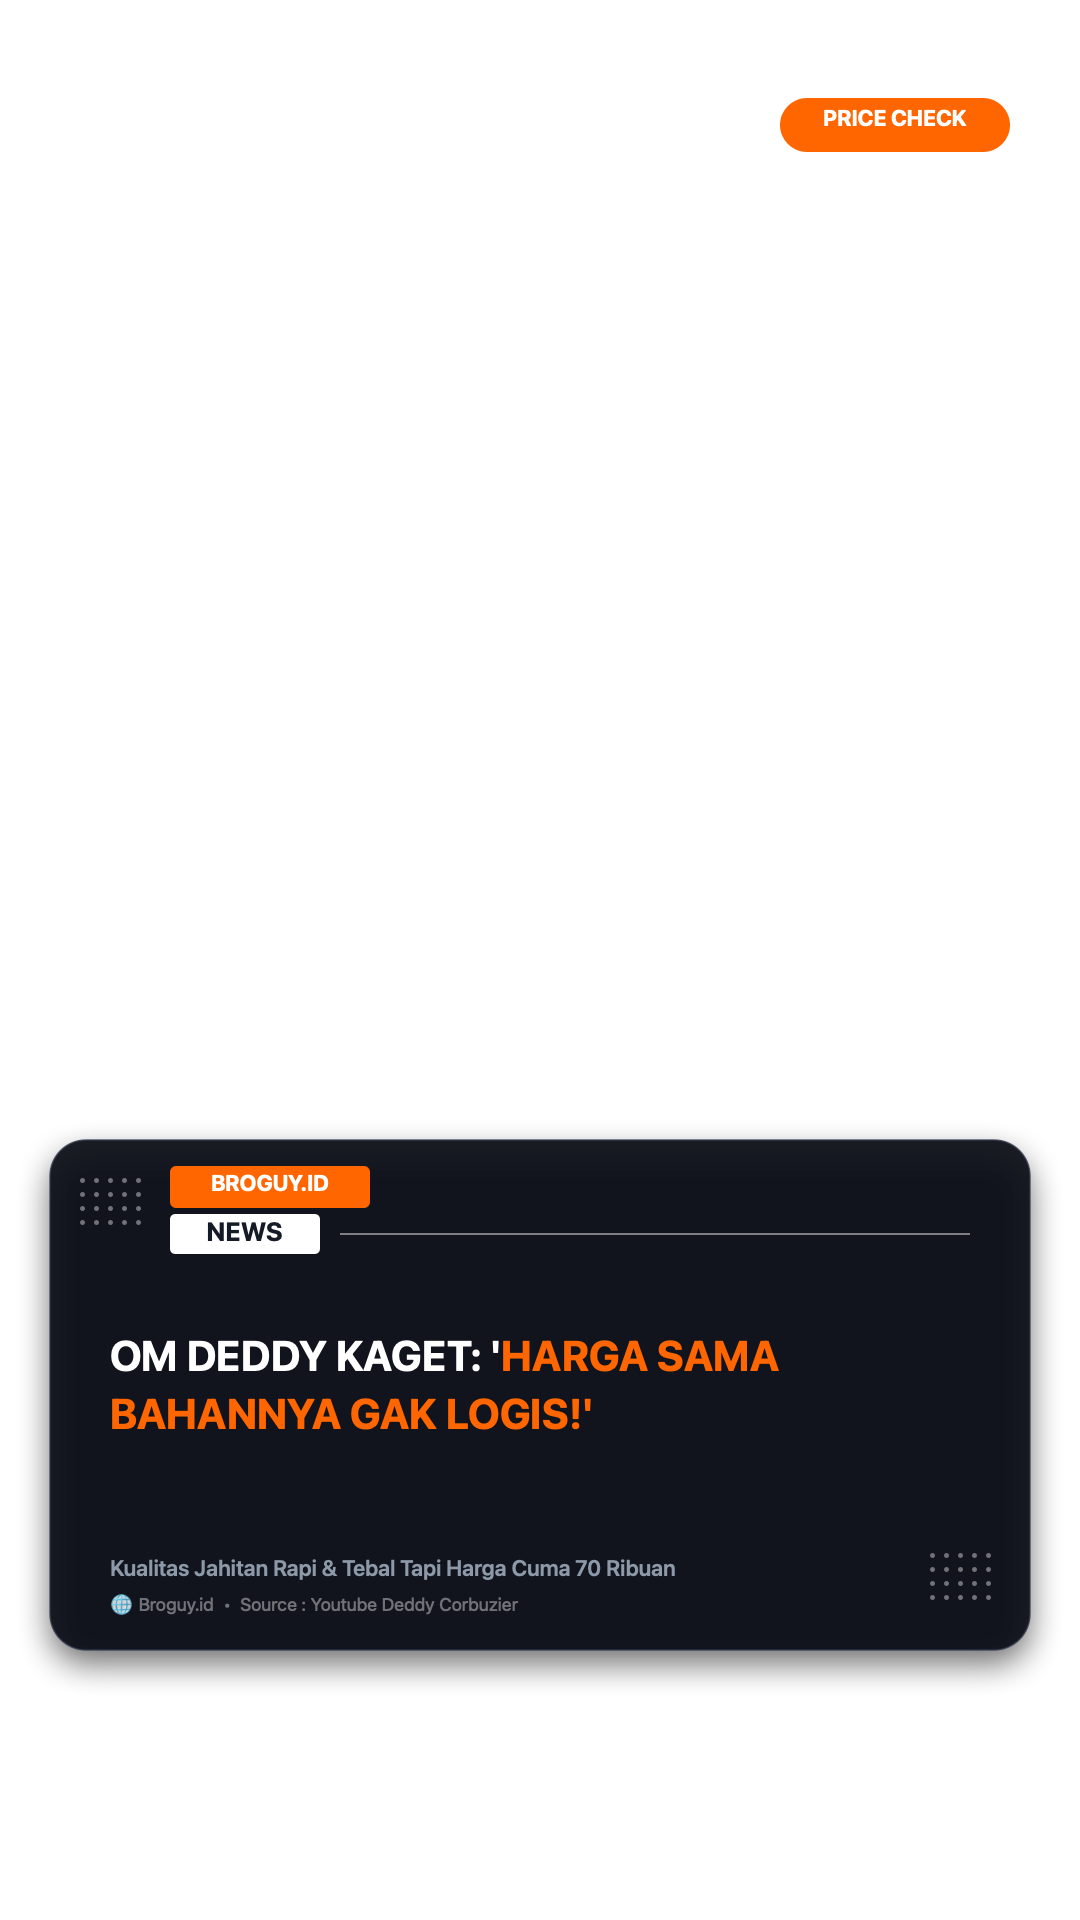 PRICE CHECK
BROGUY.ID
NEWS
OM DEDDY KAGET: 'HARGA SAMA
BAHANNYA GAK LOGIS!'
Kualitas Jahitan Rapi & Tebal Tapi Harga Cuma 70 Ribuan
Broguy.id • Source : Youtube Deddy Corbuzier